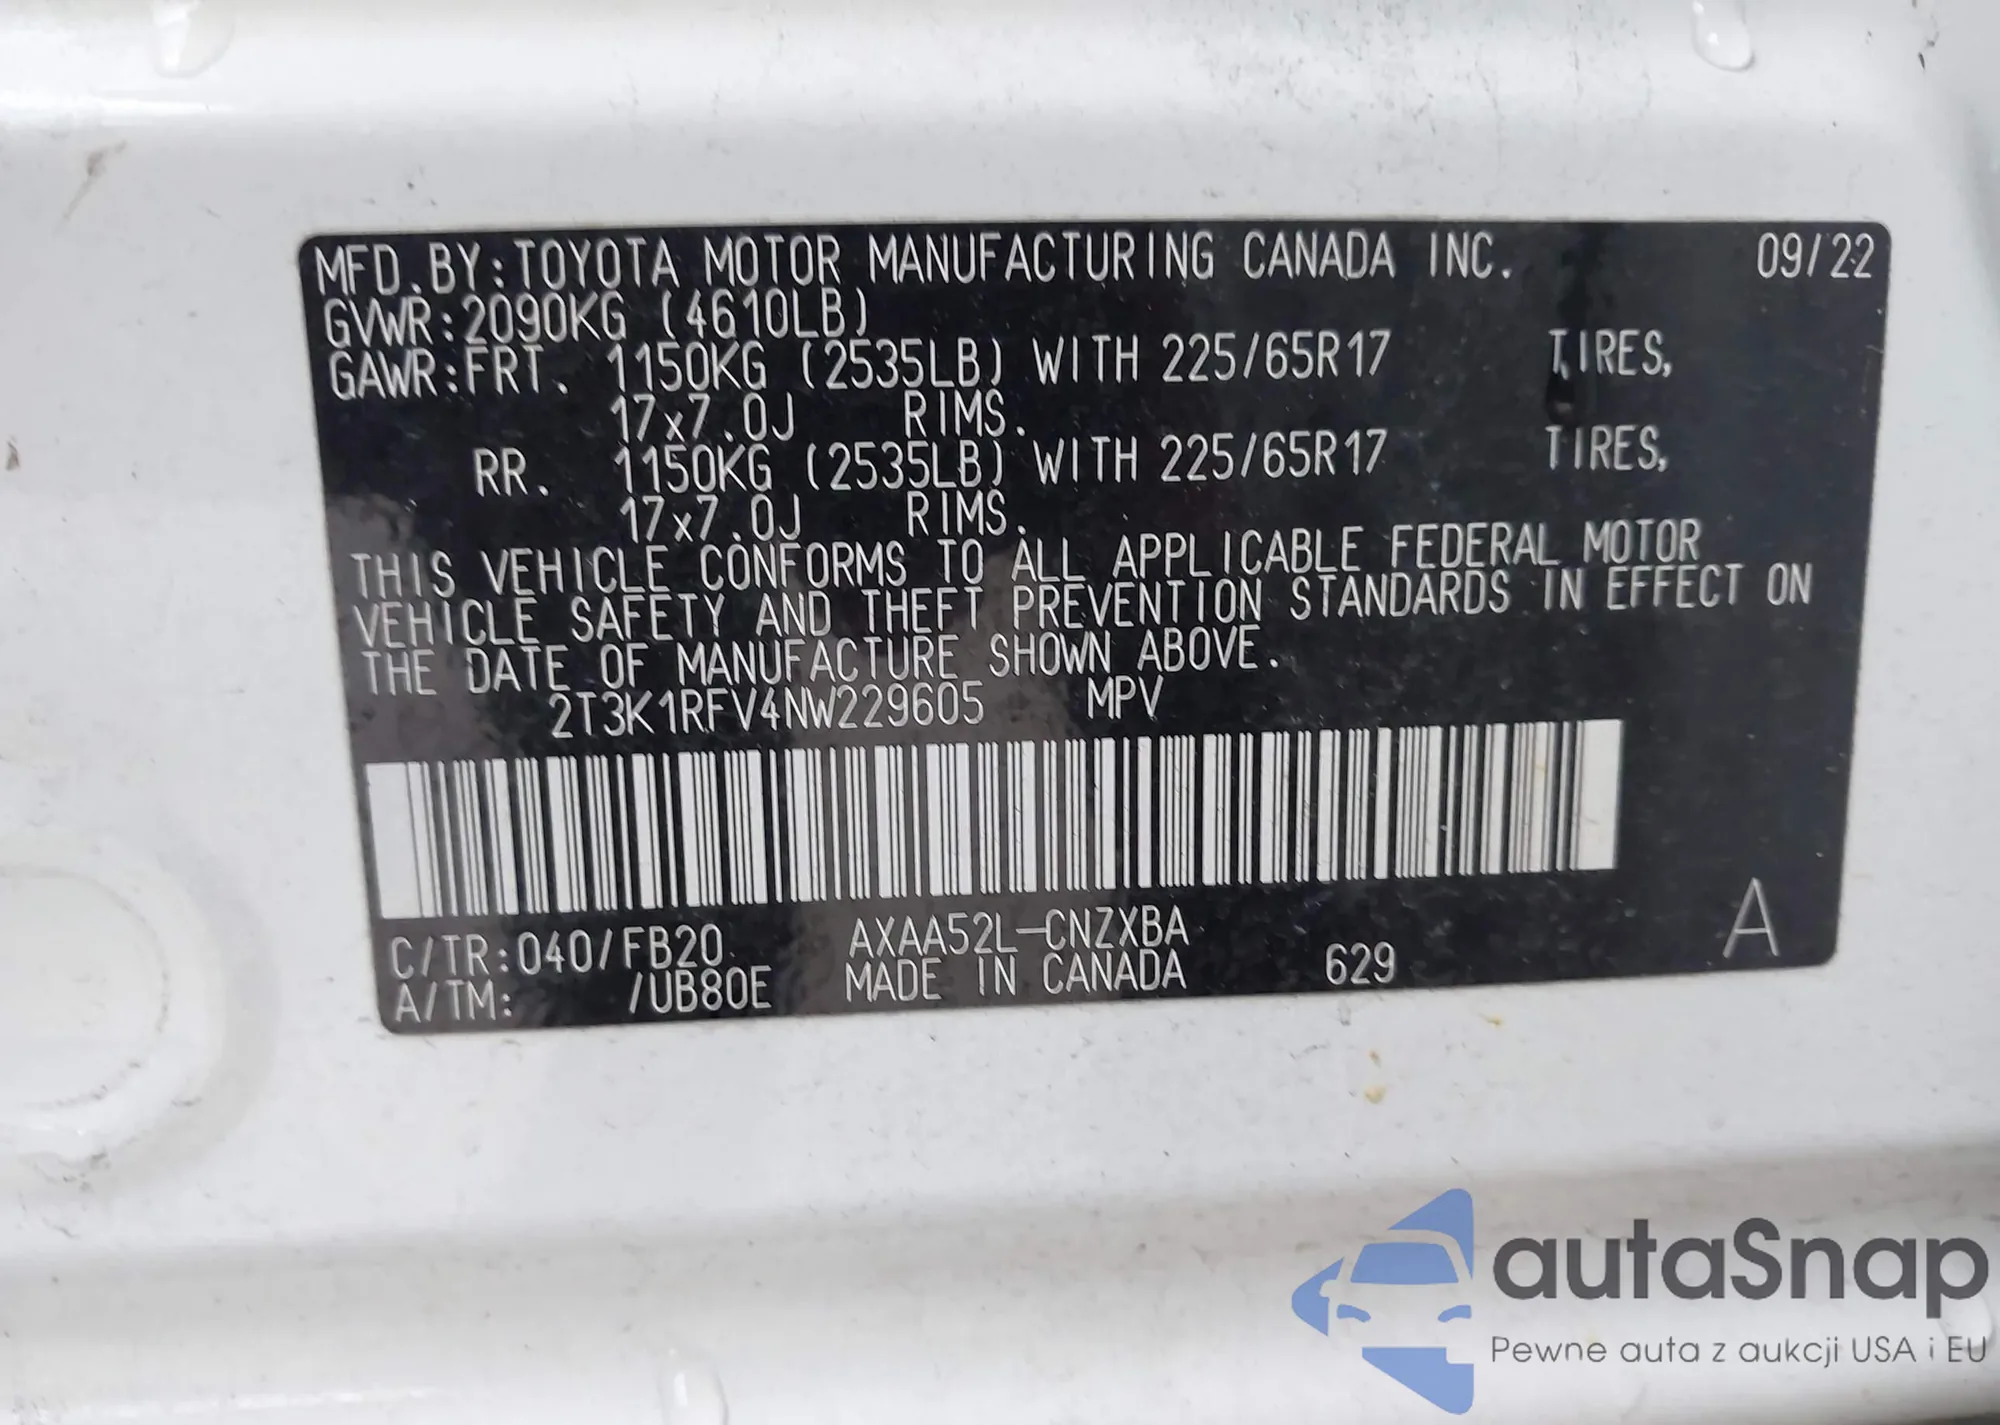 MFD.BY:TOYOTA MOTOR MANUFACTURING CANADA INC. 09/22
GVWR:2090KG (4610LB)
GAWR:FRT. 1150KG (2535LB) WITH 225/65R17 TIRES,
17x7.0J RIMS.
RR. 1150KG (2535LB) WITH 225/65R17 TIRES,
17x7.0J RIMS.
THIS VEHICLE CONFORMS TO ALL APPLICABLE FEDERAL MOTOR
VEHICLE SAFETY AND THEFT PREVENTION STANDARDS IN EFFECT ON
THE DATE OF MANUFACTURE SHOWN ABOVE.
2T3K1RFV4NW229605 MPV
C/TR:040/FB20 AXAA52L-CNZXBA
A/TM: /UB80E MADE IN CANADA 629 A
autaSnap
Pewne auta z aukcji USA i EU